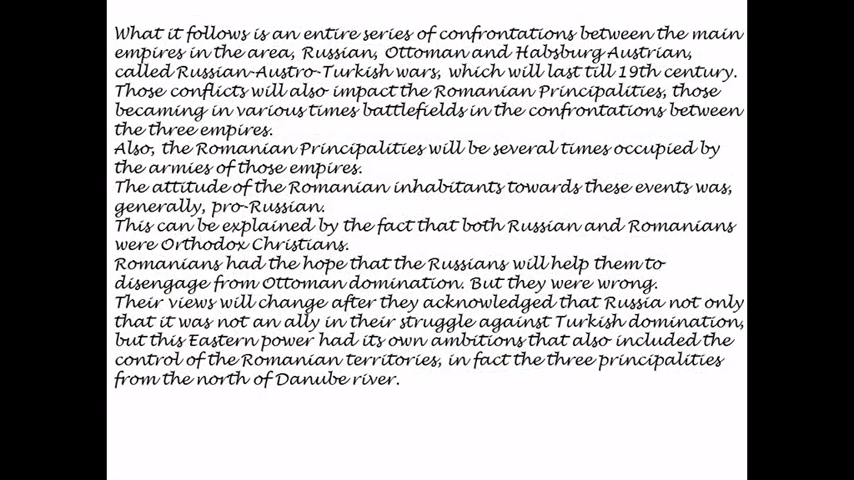 What it follows is an entire series of confrontations between the main
empires in the area, Russian, Ottoman and Habsburg Austrian,
called Russian-Austro-Turkish wars, which will last till 19th century.
Those conflicts will also impact the Romanian Principalities, those
becaming in various times battlefields in the confrontations between
the three empires.
Also, the Romanian Principalities will be several times occupied by
the armies of those empires.
The attitude of the Romanian inhabitants towards these events was,
generally, pro-Russian.
This can be explained by the fact that both Russian and Romanians
were Orthodox Christians.
Romanians had the hope that the Russians will help them to
disengage from Ottoman domination. But they were wrong.
Their views will change after they acknowledged that Russia not only
that it was not an ally in their struggle against Turkish domination,
but this Eastern power had its own ambitions that also included the
control of the Romanian territories, in fact the three principalities
from the north of Danube river.